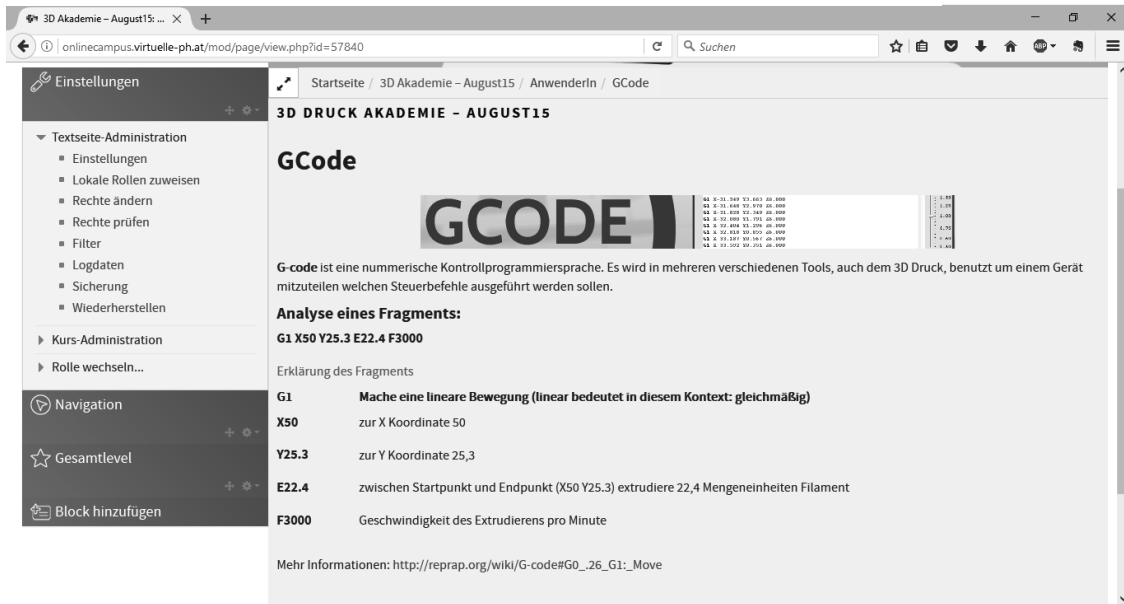 3D Akademie – August15: ...
onlinecampus.virtuelle-ph.at/mod/page/view.php?id=57840
Suchen
ABP
Einstellungen
Textseite-Administration
Einstellungen
Lokale Rollen zuweisen
Rechte ändern
Rechte prüfen
Filter
Logdaten
Sicherung
Wiederherstellen
Kurs-Administration
Rolle wechseln...
Navigation
Gesamtlevel
Block hinzufügen
Startseite / 3D Akademie – August15 / AnwenderIn / GCode
3D DRUCK AKADEMIE – AUGUST15
GCode
GCODE
G-code ist eine nummerische Kontrollprogrammiersprache. Es wird in mehreren verschiedenen Tools, auch dem 3D Druck, benutzt um einem Gerät
mitzuteilen welchen Steuerbefehle ausgeführt werden sollen.
Analyse eines Fragments:
G1 X50 Y25.3 E22.4 F3000
Erklärung des Fragments
G1 Mache eine lineare Bewegung (linear bedeutet in diesem Kontext: gleichmäßig)
X50 zur X Koordinate 50
Y25.3 zur Y Koordinate 25,3
E22.4 zwischen Startpunkt und Endpunkt (X50 Y25.3) extrudiere 22,4 Mengeneinheiten Filament
F3000 Geschwindigkeit des Extrudierens pro Minute
Mehr Informationen: http://reprap.org/wiki/G-code#G0_.26_G1:_Move